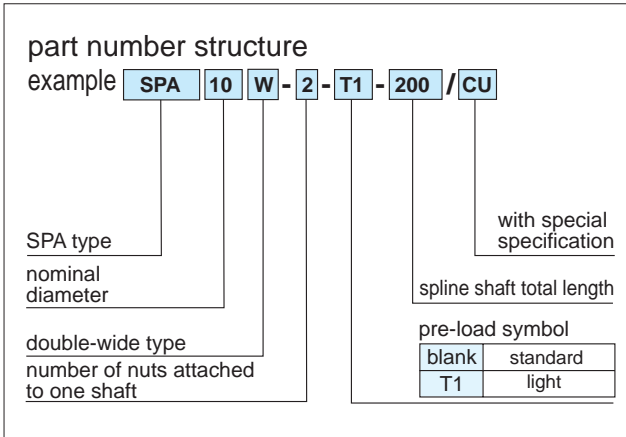 part number structure
example SPA 10 W - 2 - T1 - 200 / CU
with special
specification
SPA type
nominal
diameter
spline shaft total length
pre-load symbol
double-wide type
blank standard
number of nuts attached
to one shaft
T1 light